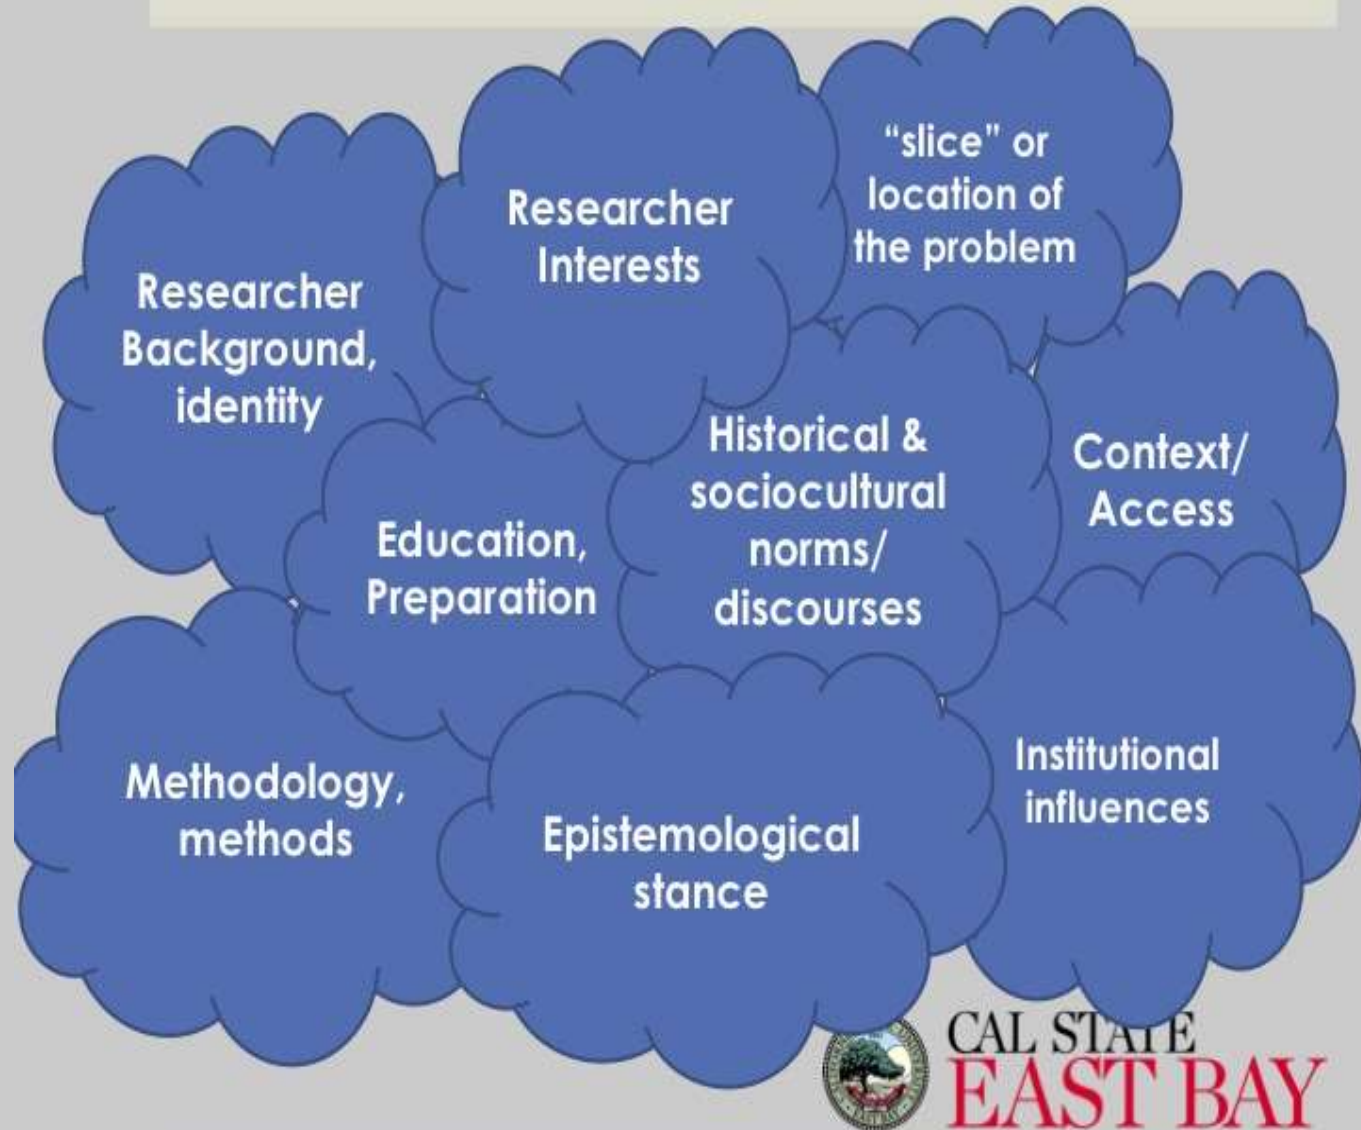 “slice” or
location of
the problem
Researcher
Interests
Researcher
Background,
identity
Historical &
sociocultural
norms/
discourses
Context/
Access
Education,
Preparation
Methodology,
methods
Epistemological
stance
Institutional
influences
CAL STATE
EAST BAY